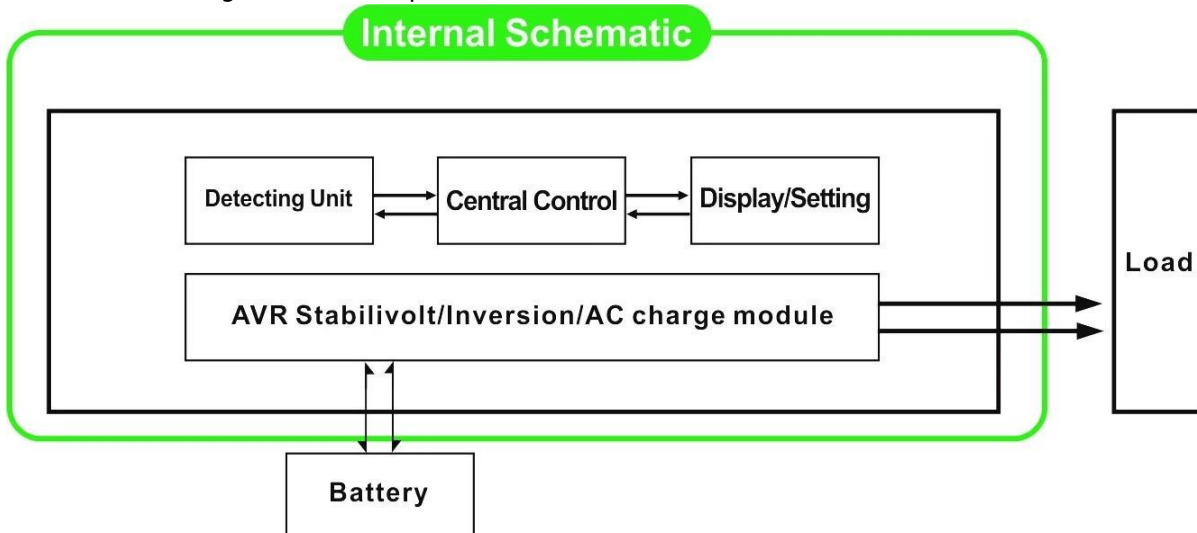 Internal Schematic
Detecting Unit
Central Control
Display/Setting
Load
AVR Stabilivolt/Inversion/AC charge module
Battery